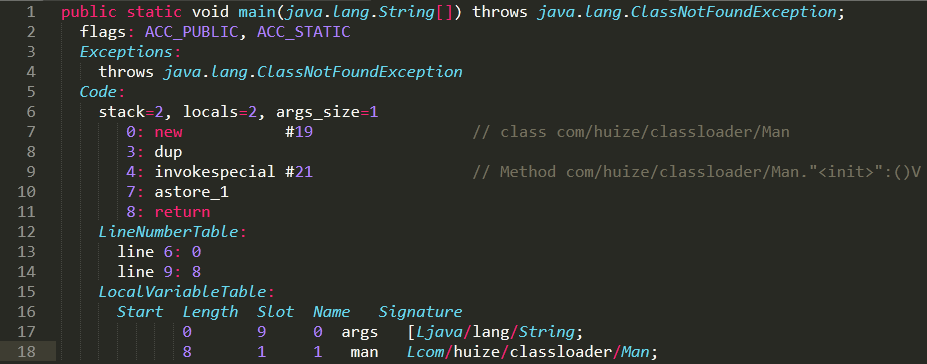 1 public static void main(java.lang.String[]) throws java.lang.ClassNotFoundException;
2 flags: ACC_PUBLIC, ACC_STATIC
3 Exceptions:
4 throws java.lang.ClassNotFoundException
5 Code:
6 stack=2, locals=2, args_size=1
7 0: new #19 // class com/huize/classloader/Man
8 3: dup
9 4: invokespecial #21 // Method com/huize/classloader/Man."<init>":()V
10 7: astore_1
11 8: return
12 LineNumberTable:
13 line 6: 0
14 line 9: 8
15 LocalVariableTable:
16 Start Length Slot Name Signature
17 0 9 0 args [Ljava/lang/String;
18 8 1 1 man Lcom/huize/classloader/Man;